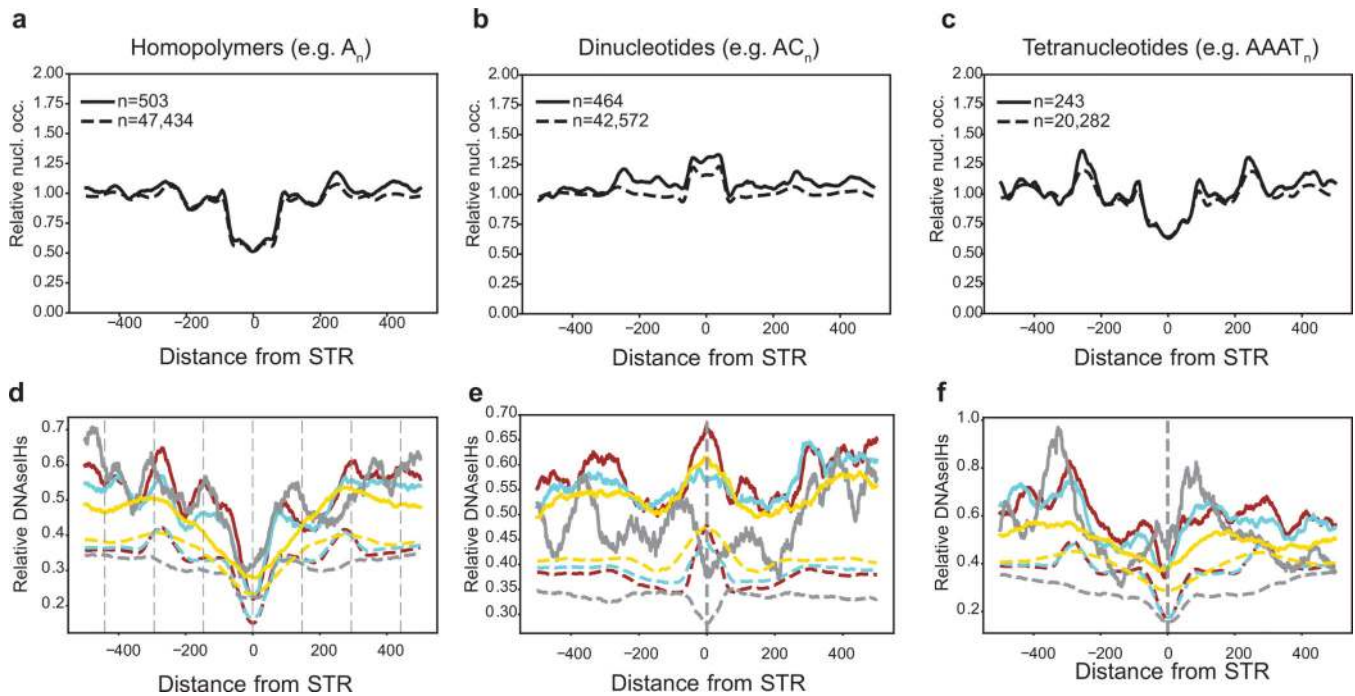 a
Homopolymers (e.g. An)
Relative nucl. occ.
2.00
1.75
1.50
1.25
1.00
0.75
0.50
0.25
0.00
n=503
n=47,434
−400 −200 0 200 400
Distance from STR
b
Dinucleotides (e.g. ACn)
Relative nucl. occ.
2.00
1.75
1.50
1.25
1.00
0.75
0.50
0.25
0.00
n=464
n=42,572
−400 −200 0 200 400
Distance from STR
c
Tetranucleotides (e.g. AAATn)
Relative nucl. occ.
2.00
1.75
1.50
1.25
1.00
0.75
0.50
0.25
0.00
n=243
n=20,282
−400 −200 0 200 400
Distance from STR
d
Relative DNAseIHs
0.7
0.6
0.5
0.4
0.3
0.2
−400 −200 0 200 400
Distance from STR
e
Relative DNAseIHs
0.70
0.65
0.60
0.55
0.50
0.45
0.40
0.35
0.30
−400 −200 0 200 400
Distance from STR
f
Relative DNAseIHs
1.0
0.8
0.6
0.4
0.2
−400 −200 0 200 400
Distance from STR